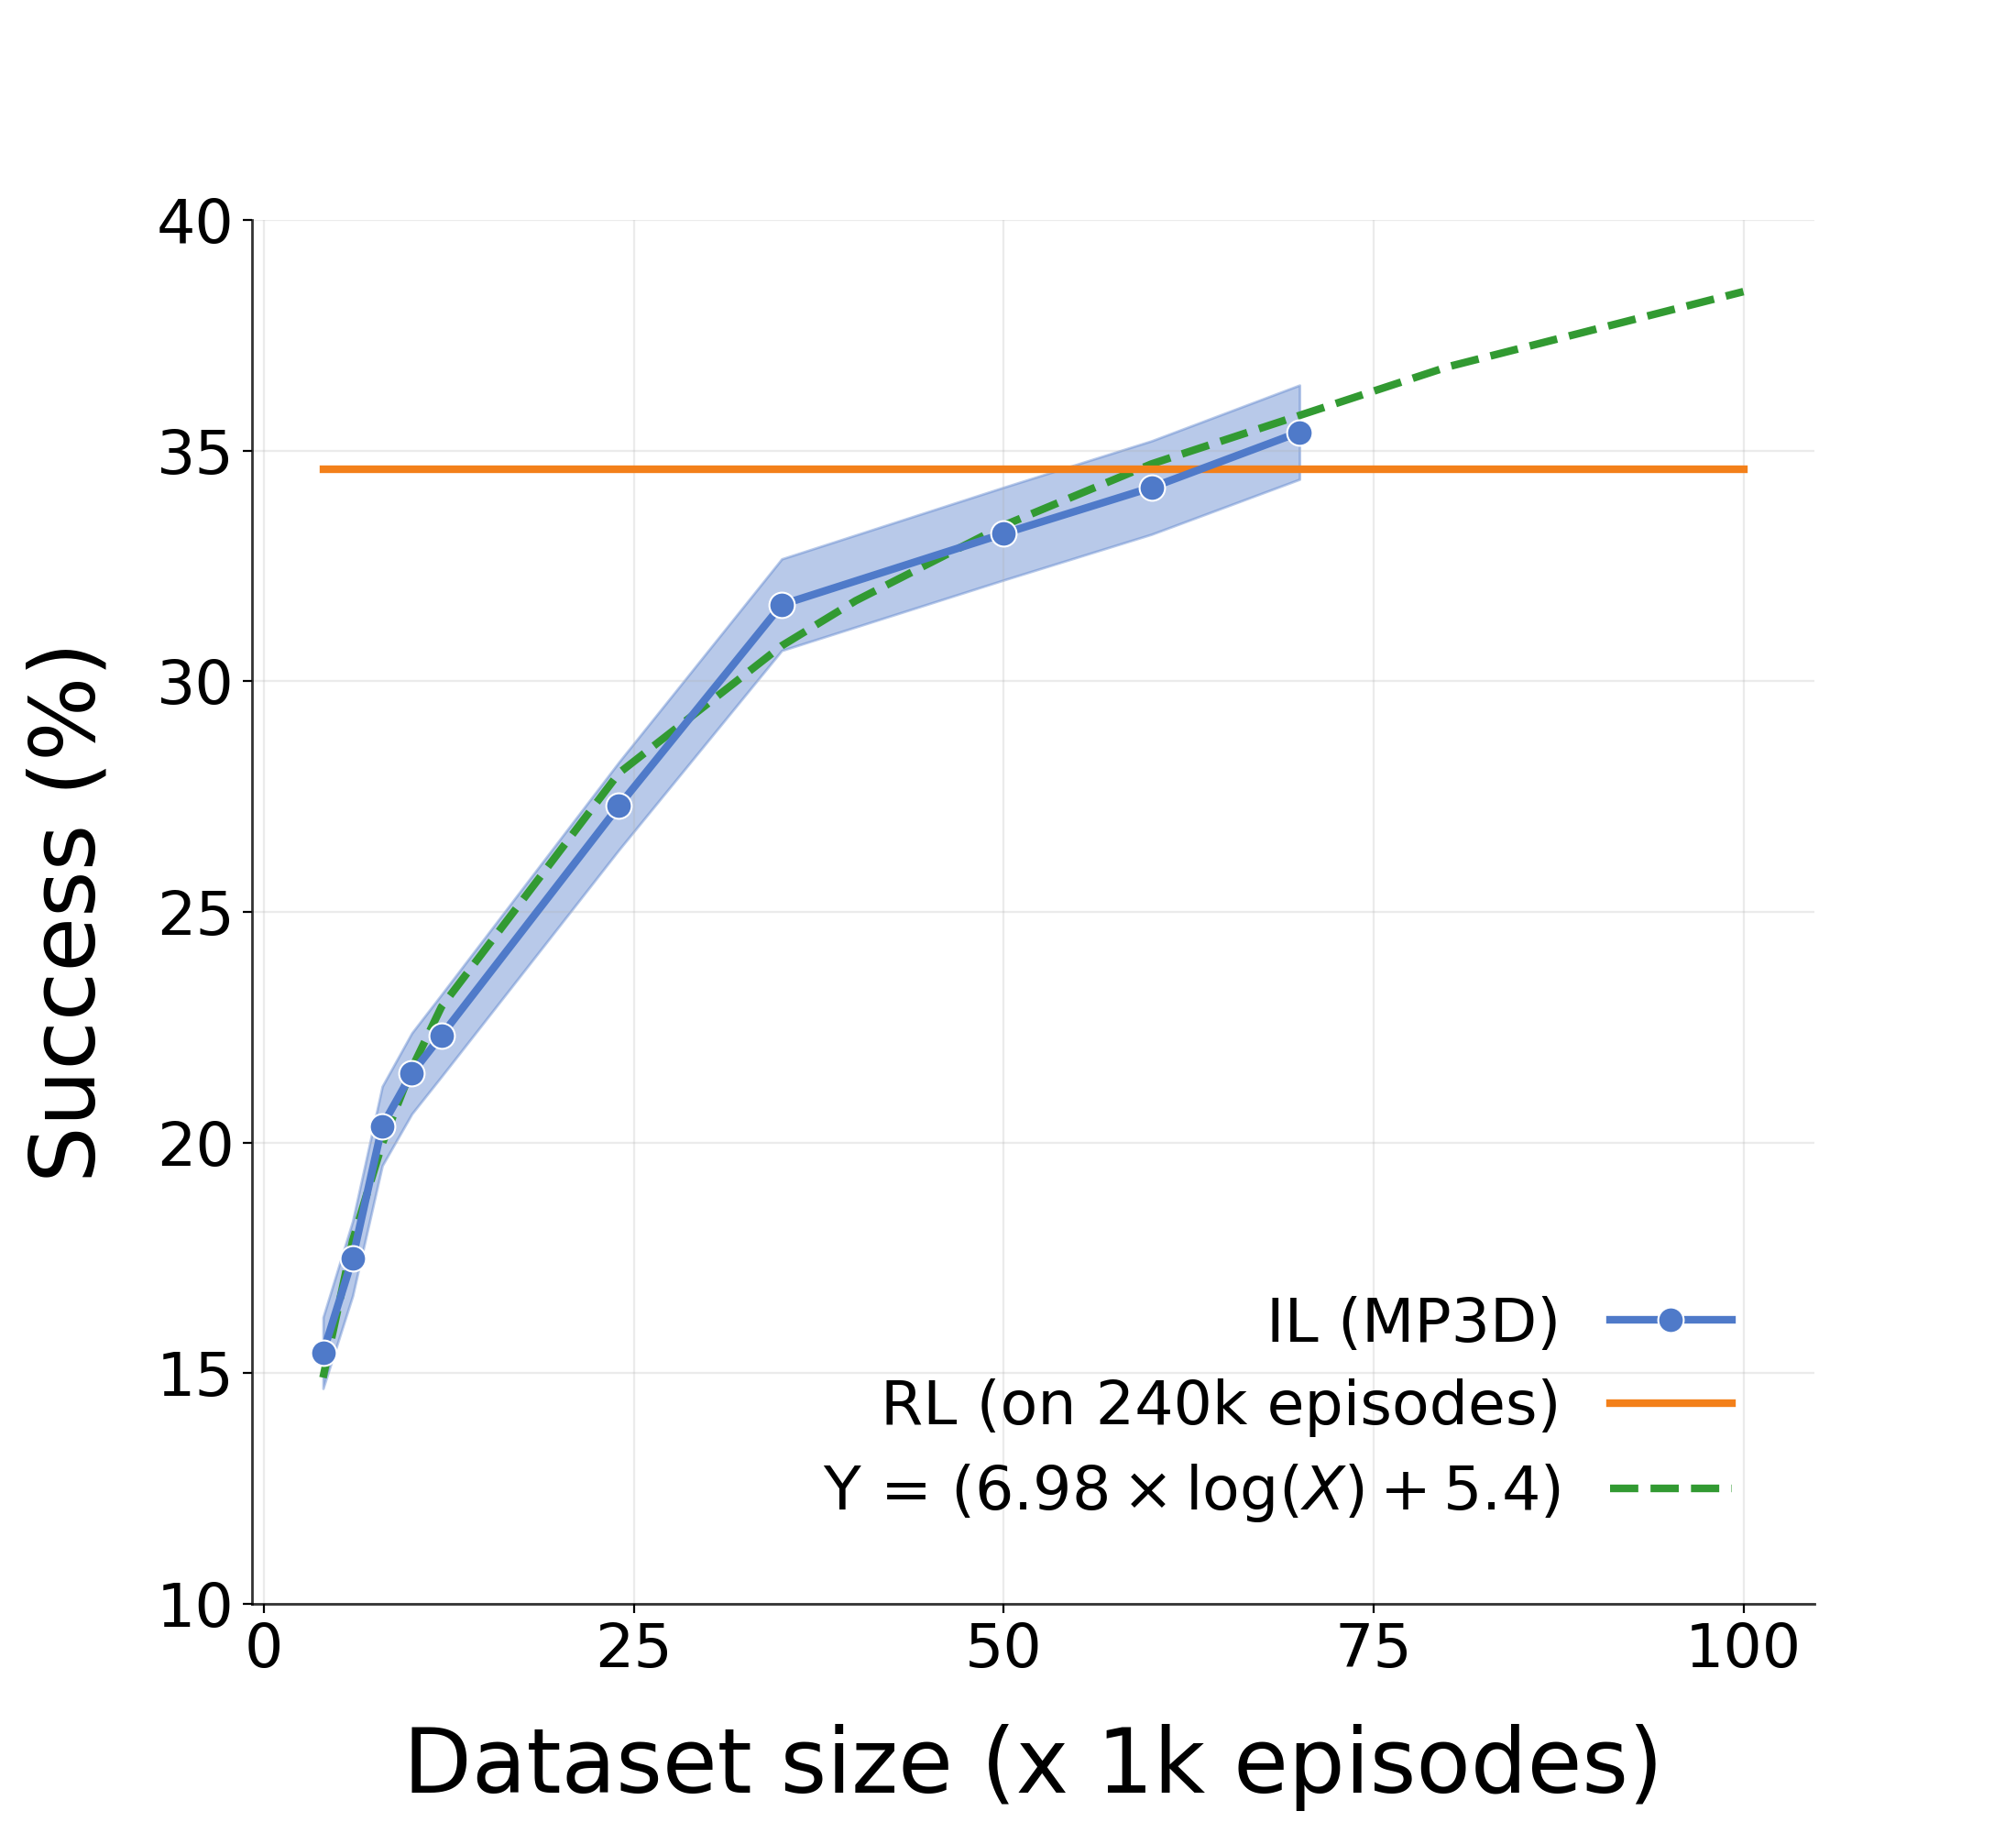 40
35
30
25
20
15
10
Success (%)
IL (MP3D)
RL (on 240k episodes)
Y = (6.98 × log(X) + 5.4)
0 25 50 75 100
Dataset size (x 1k episodes)